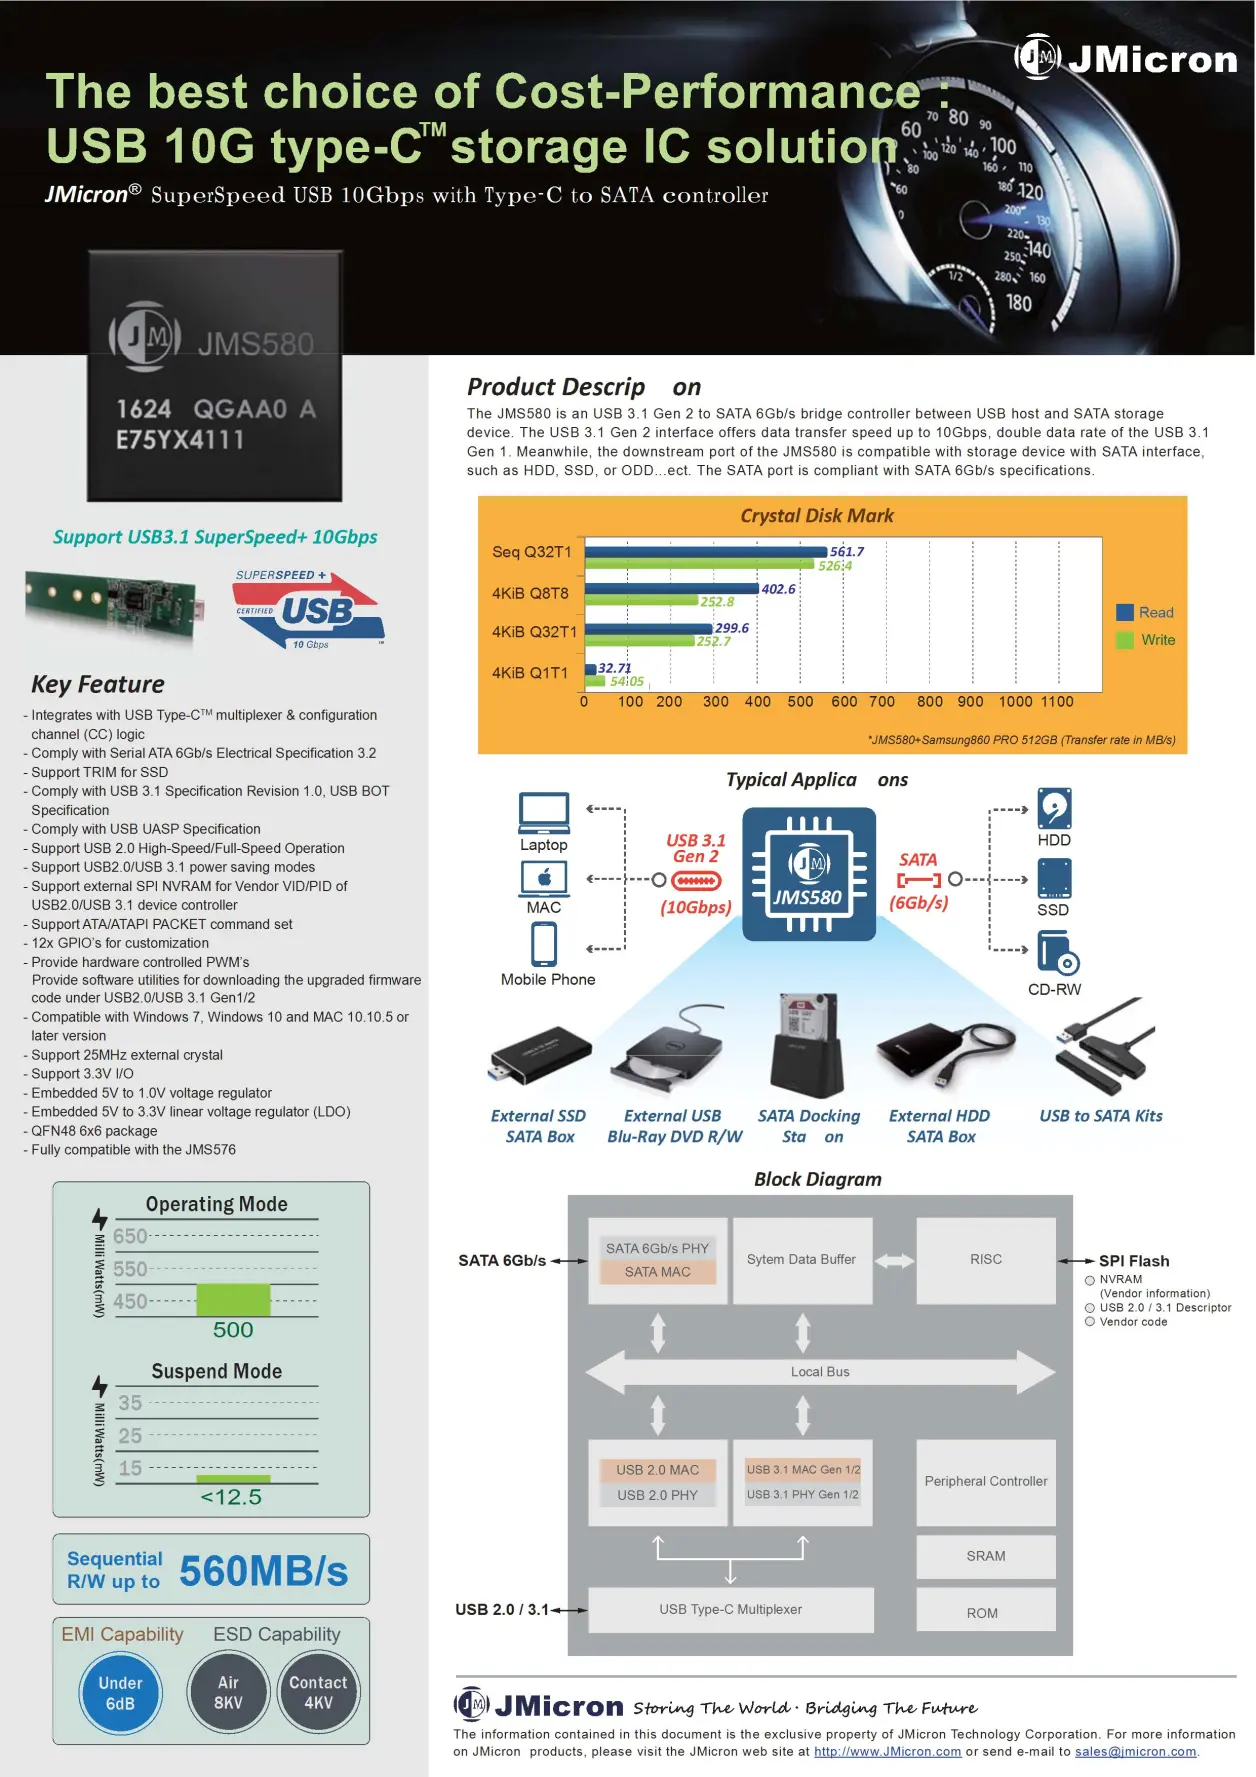 JMicron
The best choice of Cost-Performance :
USB 10G type-C™ storage IC solution
JMicron® SuperSpeed USB 10Gbps with Type-C to SATA controller
60 70 80 90 100 110 120 130 140 160 180
JM JMS580
1624 QGAA0 A
E75YX4111
Support USB3.1 SuperSpeed+ 10Gbps
SUPERSPEED +
CERTIFIED USB
10 Gbps
Key Feature
- Integrates with USB Type-C™ multiplexer & configuration
channel (CC) logic
- Comply with Serial ATA 6Gb/s Electrical Specification 3.2
- Support TRIM for SSD
- Comply with USB 3.1 Specification Revision 1.0, USB BOT
Specification
- Comply with USB UASP Specification
- Support USB 2.0 High-Speed/Full-Speed Operation
- Support USB2.0/USB 3.1 power saving modes
- Support external SPI NVRAM for Vendor VID/PID of
USB2.0/USB 3.1 device controller
- Support ATA/ATAPI PACKET command set
- 12x GPIO's for customization
- Provide hardware controlled PWM's
Provide software utilities for downloading the upgraded firmware
code under USB2.0/USB 3.1 Gen1/2
- Compatible with Windows 7, Windows 10 and MAC 10.10.5 or
later version
- Support 25MHz external crystal
- Support 3.3V I/O
- Embedded 5V to 1.0V voltage regulator
- Embedded 5V to 3.3V linear voltage regulator (LDO)
- QFN48 6x6 package
- Fully compatible with the JMS576
Operating Mode
Milli Watts(mW)
650
550
450
500
Suspend Mode
Milli Watts(mW)
35
25
15
<12.5
Sequential
R/W up to 560MB/s
EMI Capability ESD Capability
Under
6dB
Air
8KV
Contact
4KV
Product Descrip on
The JMS580 is an USB 3.1 Gen 2 to SATA 6Gb/s bridge controller between USB host and SATA storage
device. The USB 3.1 Gen 2 interface offers data transfer speed up to 10Gbps, double data rate of the USB 3.1
Gen 1. Meanwhile, the downstream port of the JMS580 is compatible with storage device with SATA interface,
such as HDD, SSD, or ODD...ect. The SATA port is compliant with SATA 6Gb/s specifications.
Crystal Disk Mark
Seq Q32T1 561.7
526.4
4KiB Q8T8 402.6
252.8
4KiB Q32T1 299.6
252.7
4KiB Q1T1 32.71
54.05
0 100 200 300 400 500 600 700 800 900 1000 1100
Read
Write
*JMS580+Samsung860 PRO 512GB (Transfer rate in MB/s)
Typical Applica ons
Laptop
MAC
Mobile Phone
USB 3.1
Gen 2
(10Gbps)
JM
JMS580
SATA
(6Gb/s)
HDD
SSD
CD-RW
External SSD
SATA Box
External USB
Blu-Ray DVD R/W
SATA Docking
Sta on
External HDD
SATA Box
USB to SATA Kits
Block Diagram
SATA 6Gb/s
SATA 6Gb/s PHY
SATA MAC
Sytem Data Buffer
RISC
SPI Flash
NVRAM
(Vendor information)
USB 2.0 / 3.1 Descriptor
Vendor code
Local Bus
USB 2.0 MAC
USB 2.0 PHY
USB 3.1 MAC Gen 1/2
USB 3.1 PHY Gen 1/2
Peripheral Controller
SRAM
USB 2.0 / 3.1
USB Type-C Multiplexer
ROM
JMicron Storing The World · Bridging The Future
The information contained in this document is the exclusive property of JMicron Technology Corporation. For more information
on JMicron products, please visit the JMicron web site at http://www.JMicron.com or send e-mail to sales@jmicron.com.